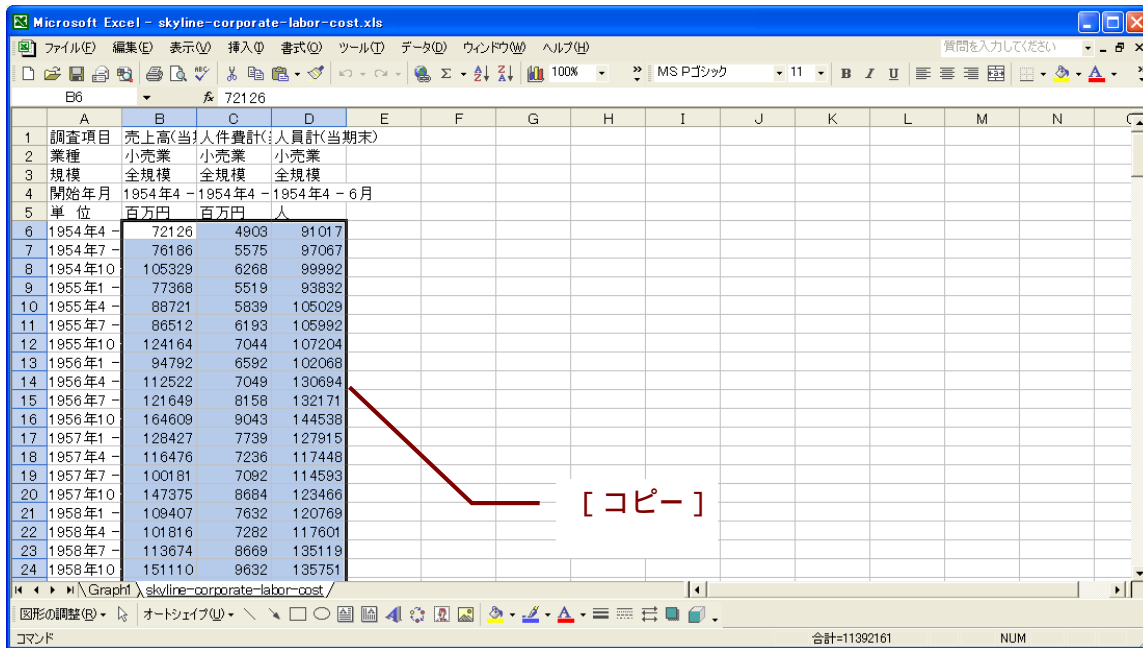 Microsoft Excel - skyline-corporate-labor-cost.xls
ファイル(F) 編集(E) 表示(V) 挿入(I) 書式(O) ツール(T) データ(D) ウィンドウ(W) ヘルプ(H) 質問を入力してください
100% MS Pゴシック 11 B I U
B6 fx 72126
A B C D E F G H I J K L M N
1 調査項目 売上高(当 人件費計( 人員計(当期末)
2 業種 小売業 小売業 小売業
3 規模 全規模 全規模 全規模
4 開始年月 1954年4 - 1954年4 - 1954年4 - 6月
5 単 位 百万円 百万円 人
6 1954年4 - 72126 4903 91017
7 1954年7 - 76186 5575 97067
8 1954年10 105329 6268 99992
9 1955年1 - 77368 5519 93832
10 1955年4 - 88721 5839 105029
11 1955年7 - 86512 6193 105992
12 1955年10 124164 7044 107204
13 1956年1 - 94792 6592 102068
14 1956年4 - 112522 7049 130694
15 1956年7 - 121649 8158 132171
16 1956年10 164609 9043 144538
17 1957年1 - 128427 7739 127915
18 1957年4 - 116476 7236 117448
19 1957年7 - 100181 7092 114593
20 1957年10 147375 8684 123466
21 1958年1 - 109407 7632 120769
22 1958年4 - 101816 7282 117601
23 1958年7 - 113674 8669 135119
24 1958年10 151110 9632 135751
[ コピー ]
Graph1 skyline-corporate-labor-cost
図形の調整(R) オートシェイプ(U)
コマンド 合計=11392161 NUM